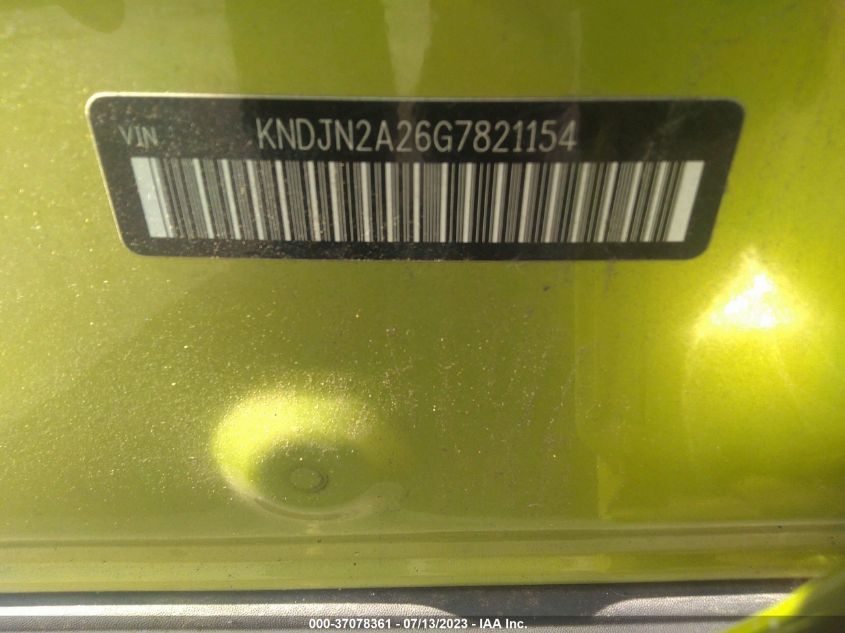 VIN KNDJN2A26G7821154
000-37078361 - 07/13/2023 - IAA Inc.